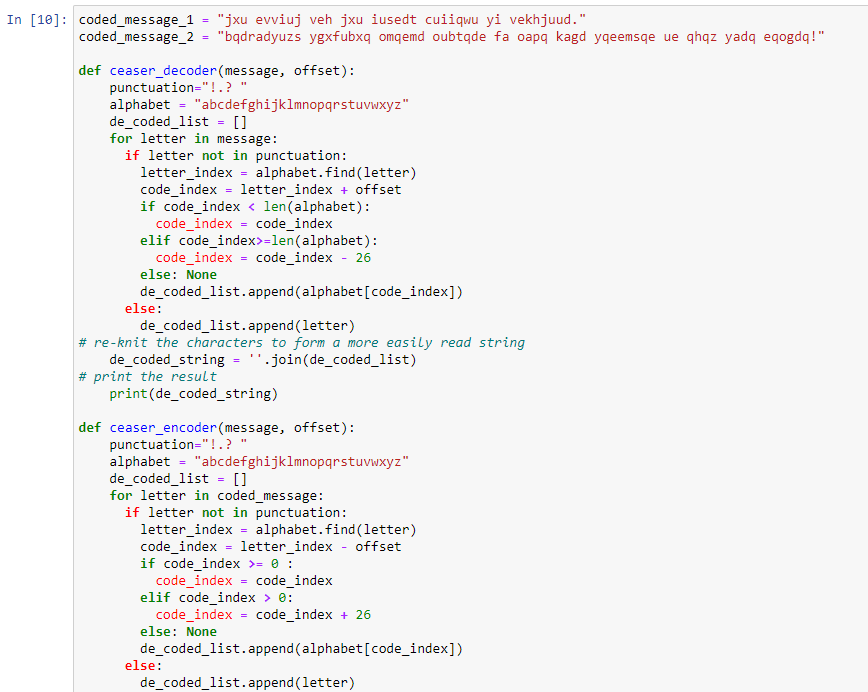 In [10]: coded_message_1 = "jxu evviuj veh jxu iusedt cuiiqwu yi vekhjuud."
coded_message_2 = "bqdradyuzs ygxfubxq omqemd oubtqde fa oapq kagd yqeemsqe ue qhqz yadq eqogdq!"

def ceaser_decoder(message, offset):
    punctuation="!.? "
    alphabet = "abcdefghijklmnopqrstuvwxyz"
    de_coded_list = []
    for letter in message:
      if letter not in punctuation:
        letter_index = alphabet.find(letter)
        code_index = letter_index + offset
        if code_index < len(alphabet):
          code_index = code_index
        elif code_index>=len(alphabet):
          code_index = code_index - 26
        else: None
        de_coded_list.append(alphabet[code_index])
      else:
        de_coded_list.append(letter)
# re-knit the characters to form a more easily read string
    de_coded_string = ''.join(de_coded_list)
# print the result
    print(de_coded_string)

def ceaser_encoder(message, offset):
    punctuation="!.? "
    alphabet = "abcdefghijklmnopqrstuvwxyz"
    de_coded_list = []
    for letter in coded_message:
      if letter not in punctuation:
        letter_index = alphabet.find(letter)
        code_index = letter_index - offset
        if code_index >= 0 :
          code_index = code_index
        elif code_index > 0:
          code_index = code_index + 26
        else: None
        de_coded_list.append(alphabet[code_index])
      else:
        de_coded_list.append(letter)